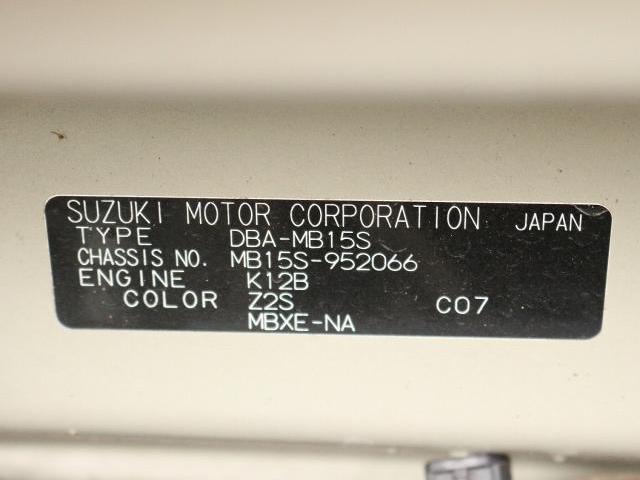 SUZUKI MOTOR CORPORATION JAPAN
TYPE DBA-MB15S
CHASSIS NO. MB15S-952066
ENGINE K12B
COLOR Z2S C07
MBXE-NA